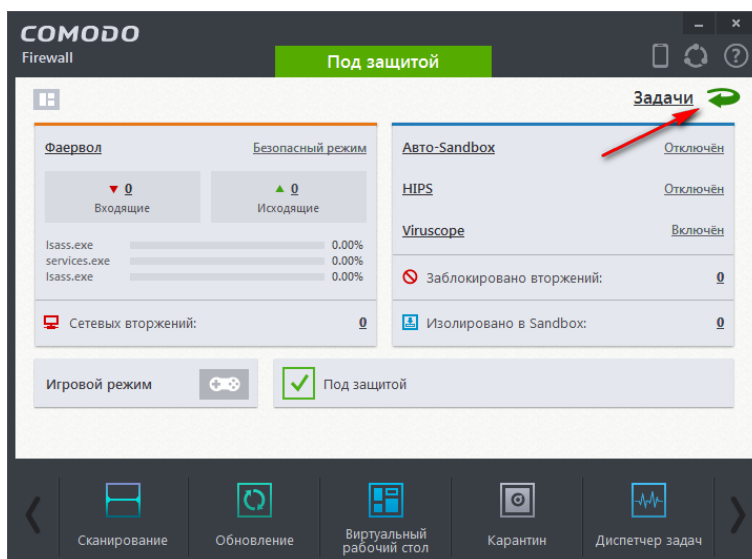 COMODO
Firewall
Под защитой
Задачи
Фаервол
Безопасный режим
0
Входящие
0
Исходящие
lsass.exe 0.00%
services.exe 0.00%
lsass.exe 0.00%
Сетевых вторжений: 0
Авто-Sandbox Отключён
HIPS Отключён
Viruscope Включён
Заблокировано вторжений: 0
Изолировано в Sandbox: 0
Игровой режим
Под защитой
Сканирование
Обновление
Виртуальный
рабочий стол
Карантин
Диспетчер задач